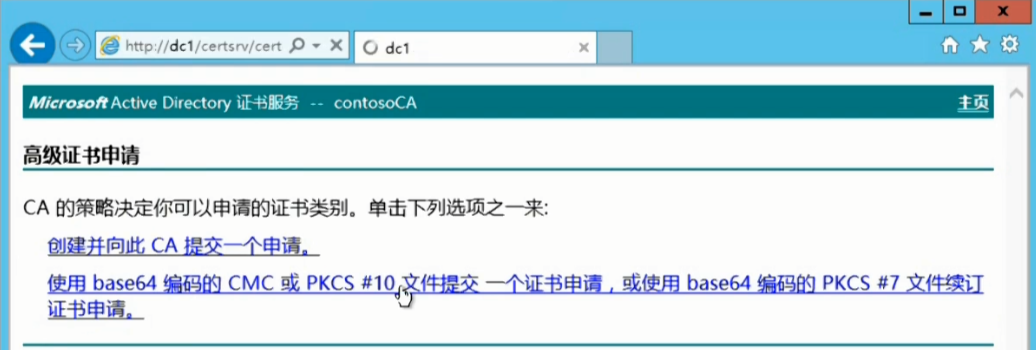 http://dc1/certsrv/cert
dc1
Microsoft Active Directory 证书服务 -- contosoCA
主页
高级证书申请
CA 的策略决定你可以申请的证书类别。单击下列选项之一来:
创建并向此 CA 提交一个申请。
使用 base64 编码的 CMC 或 PKCS #10 文件提交 一个证书申请，或使用 base64 编码的 PKCS #7 文件续订
证书申请。